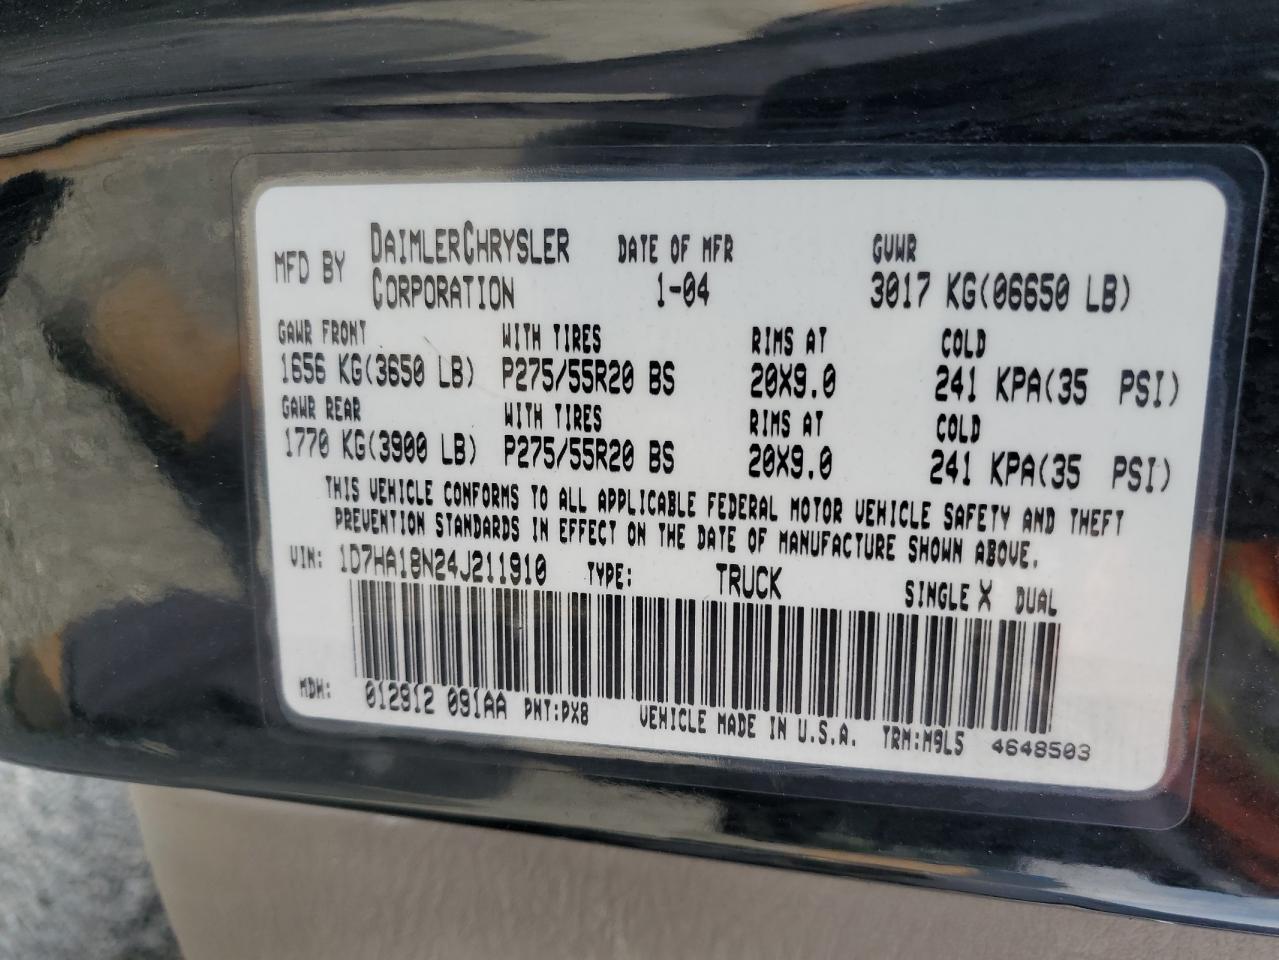 MFD BY DAIMLERCHRYSLER CORPORATION DATE OF MFR 1-04 GVWR 3017 KG(06650 LB)
GAWR FRONT WITH TIRES RIMS AT COLD
1656 KG(3650 LB) P275/55R20 BS 20X9.0 241 KPA(35 PSI)
GAWR REAR WITH TIRES RIMS AT COLD
1770 KG(3900 LB) P275/55R20 BS 20X9.0 241 KPA(35 PSI)
THIS VEHICLE CONFORMS TO ALL APPLICABLE FEDERAL MOTOR VEHICLE SAFETY AND THEFT
PREVENTION STANDARDS IN EFFECT ON THE DATE OF MANUFACTURE SHOWN ABOVE.
VIN: 1D7HA18N24J211910 TYPE: TRUCK SINGLE X DUAL
MDH: 012912 091AA PNT:PX8 VEHICLE MADE IN U.S.A. TRM:M9L5 4648503